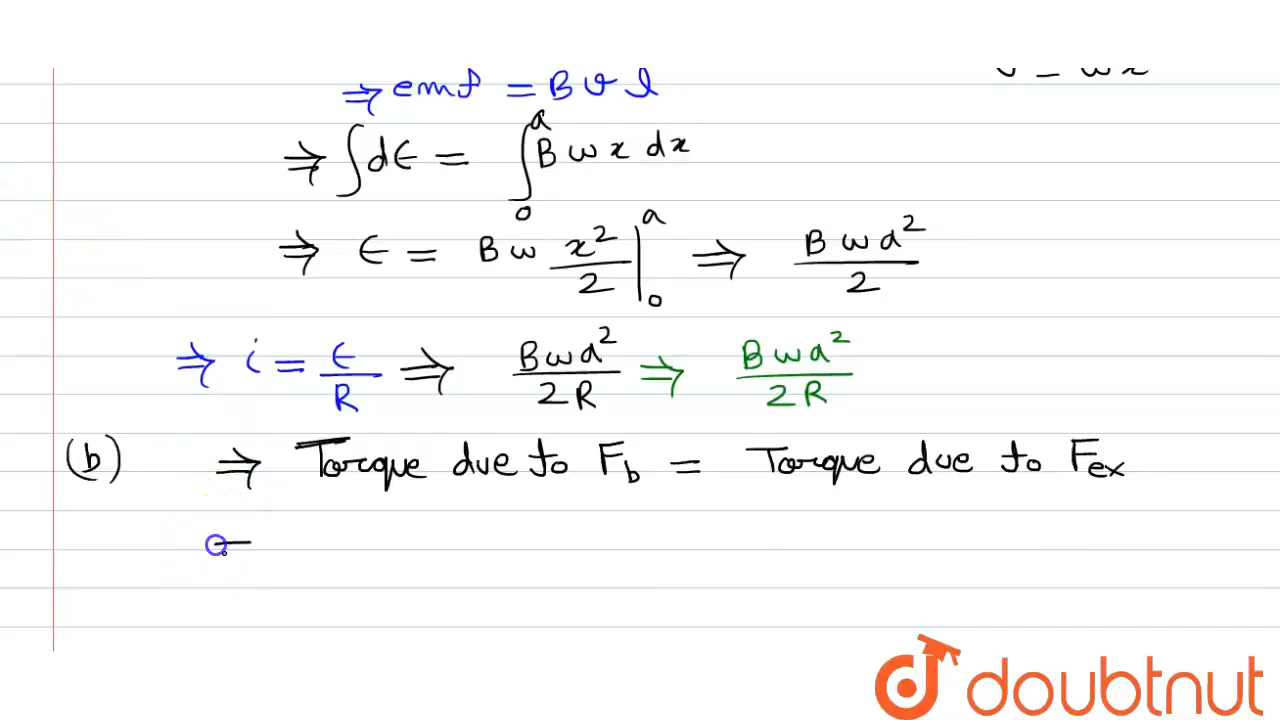 ⇒ emf = B v l
⇒ ∫dϵ = ∫₀ᵃ B ω x dx
⇒ ϵ = B ω x²/2 |₀ᵃ ⇒ B ω a²/2
⇒ i = ϵ/R ⇒ B ω a²/2R ⇒ B ω a²/2R
(b) ⇒ Torque due to F_b = Torque due to F_ex
doubtnut